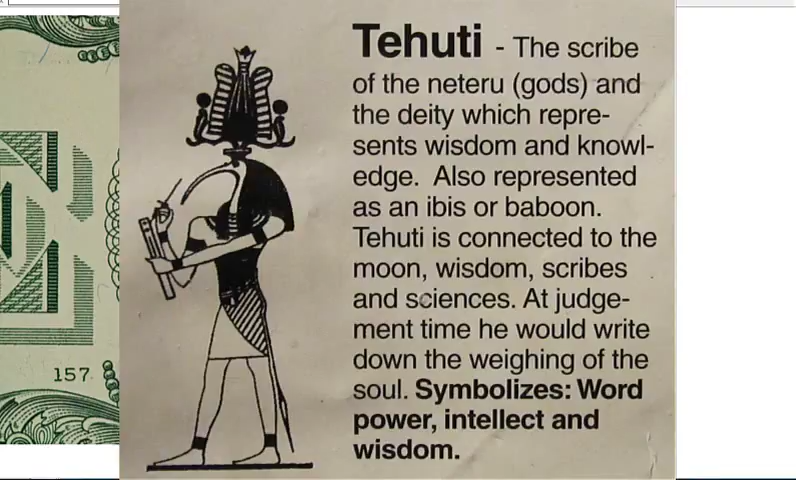 Tehuti - The scribe
of the neteru (gods) and
the deity which repre-
sents wisdom and knowl-
edge. Also represented
as an ibis or baboon.
Tehuti is connected to the
moon, wisdom, scribes
and sciences. At judge-
ment time he would write
down the weighing of the
soul. Symbolizes: Word
power, intellect and
wisdom.
157